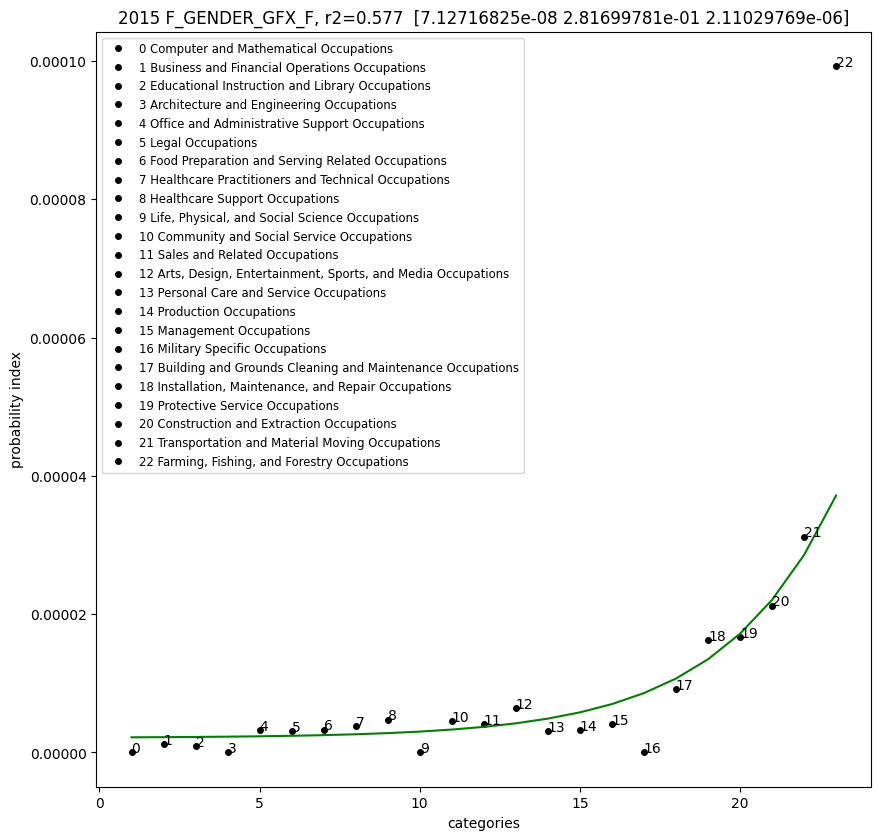 2015 F_GENDER_GFX_F, r2=0.577 [7.12716825e-08 2.81699781e-01 2.11029769e-06]
0 Computer and Mathematical Occupations
1 Business and Financial Operations Occupations
2 Educational Instruction and Library Occupations
3 Architecture and Engineering Occupations
4 Office and Administrative Support Occupations
5 Legal Occupations
6 Food Preparation and Serving Related Occupations
7 Healthcare Practitioners and Technical Occupations
8 Healthcare Support Occupations
9 Life, Physical, and Social Science Occupations
10 Community and Social Service Occupations
11 Sales and Related Occupations
12 Arts, Design, Entertainment, Sports, and Media Occupations
13 Personal Care and Service Occupations
14 Production Occupations
15 Management Occupations
16 Military Specific Occupations
17 Building and Grounds Cleaning and Maintenance Occupations
18 Installation, Maintenance, and Repair Occupations
19 Protective Service Occupations
20 Construction and Extraction Occupations
21 Transportation and Material Moving Occupations
22 Farming, Fishing, and Forestry Occupations
probability index
0.00010
0.00008
0.00006
0.00004
0.00002
0.00000
0
1
2
3
4
5
6
7
8
9
10
11
12
13
14
15
16
17
18
19
20
21
22
0
5
10
15
20
categories